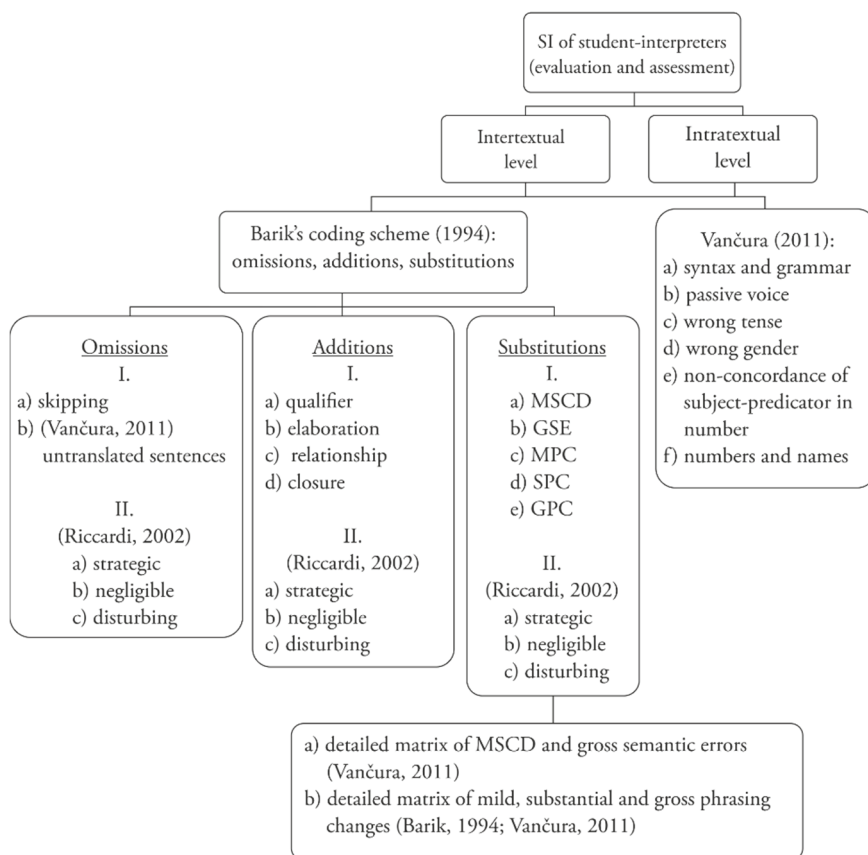 SI of student-interpreters
(evaluation and assessment)
Intertextual
level
Intratextual
level
Barik's coding scheme (1994):
omissions, additions, substitutions
Vančura (2011):
a) syntax and grammar
b) passive voice
c) wrong tense
d) wrong gender
e) non-concordance of
subject-predicator in
number
f) numbers and names
Omissions
I.
a) skipping
b) (Vančura, 2011)
untranslated sentences
II.
(Riccardi, 2002)
a) strategic
b) negligible
c) disturbing
Additions
I.
a) qualifier
b) elaboration
c) relationship
d) closure
II.
(Riccardi, 2002)
a) strategic
b) negligible
c) disturbing
Substitutions
I.
a) MSCD
b) GSE
c) MPC
d) SPC
e) GPC
II.
(Riccardi, 2002)
a) strategic
b) negligible
c) disturbing
a) detailed matrix of MSCD and gross semantic errors
(Vančura, 2011)
b) detailed matrix of mild, substantial and gross phrasing
changes (Barik, 1994; Vančura, 2011)